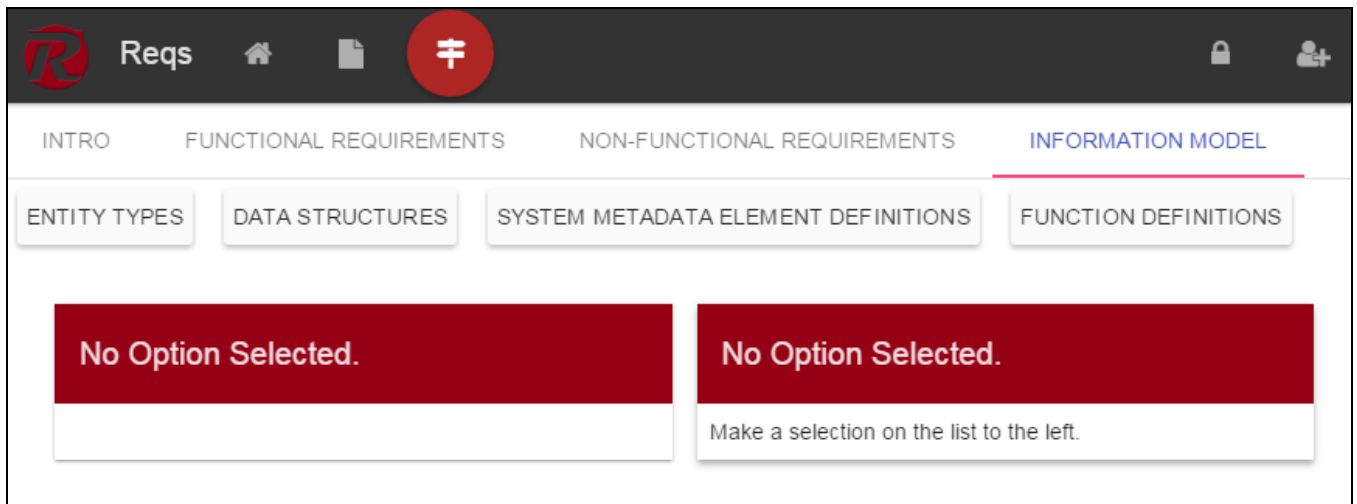 R Reqs
INTRO FUNCTIONAL REQUIREMENTS NON-FUNCTIONAL REQUIREMENTS INFORMATION MODEL
ENTITY TYPES DATA STRUCTURES SYSTEM METADATA ELEMENT DEFINITIONS FUNCTION DEFINITIONS
No Option Selected. No Option Selected.
Make a selection on the list to the left.